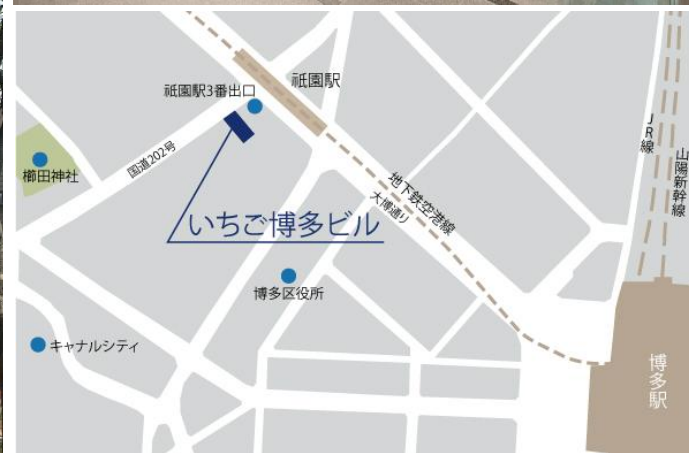 祇園駅
祇園駅3番出口
JR線
山陽新幹線
櫛田神社
国道202号
地下鉄空港線
大博通り
いちご博多ビル
博多区役所
キャナルシティ
博多駅